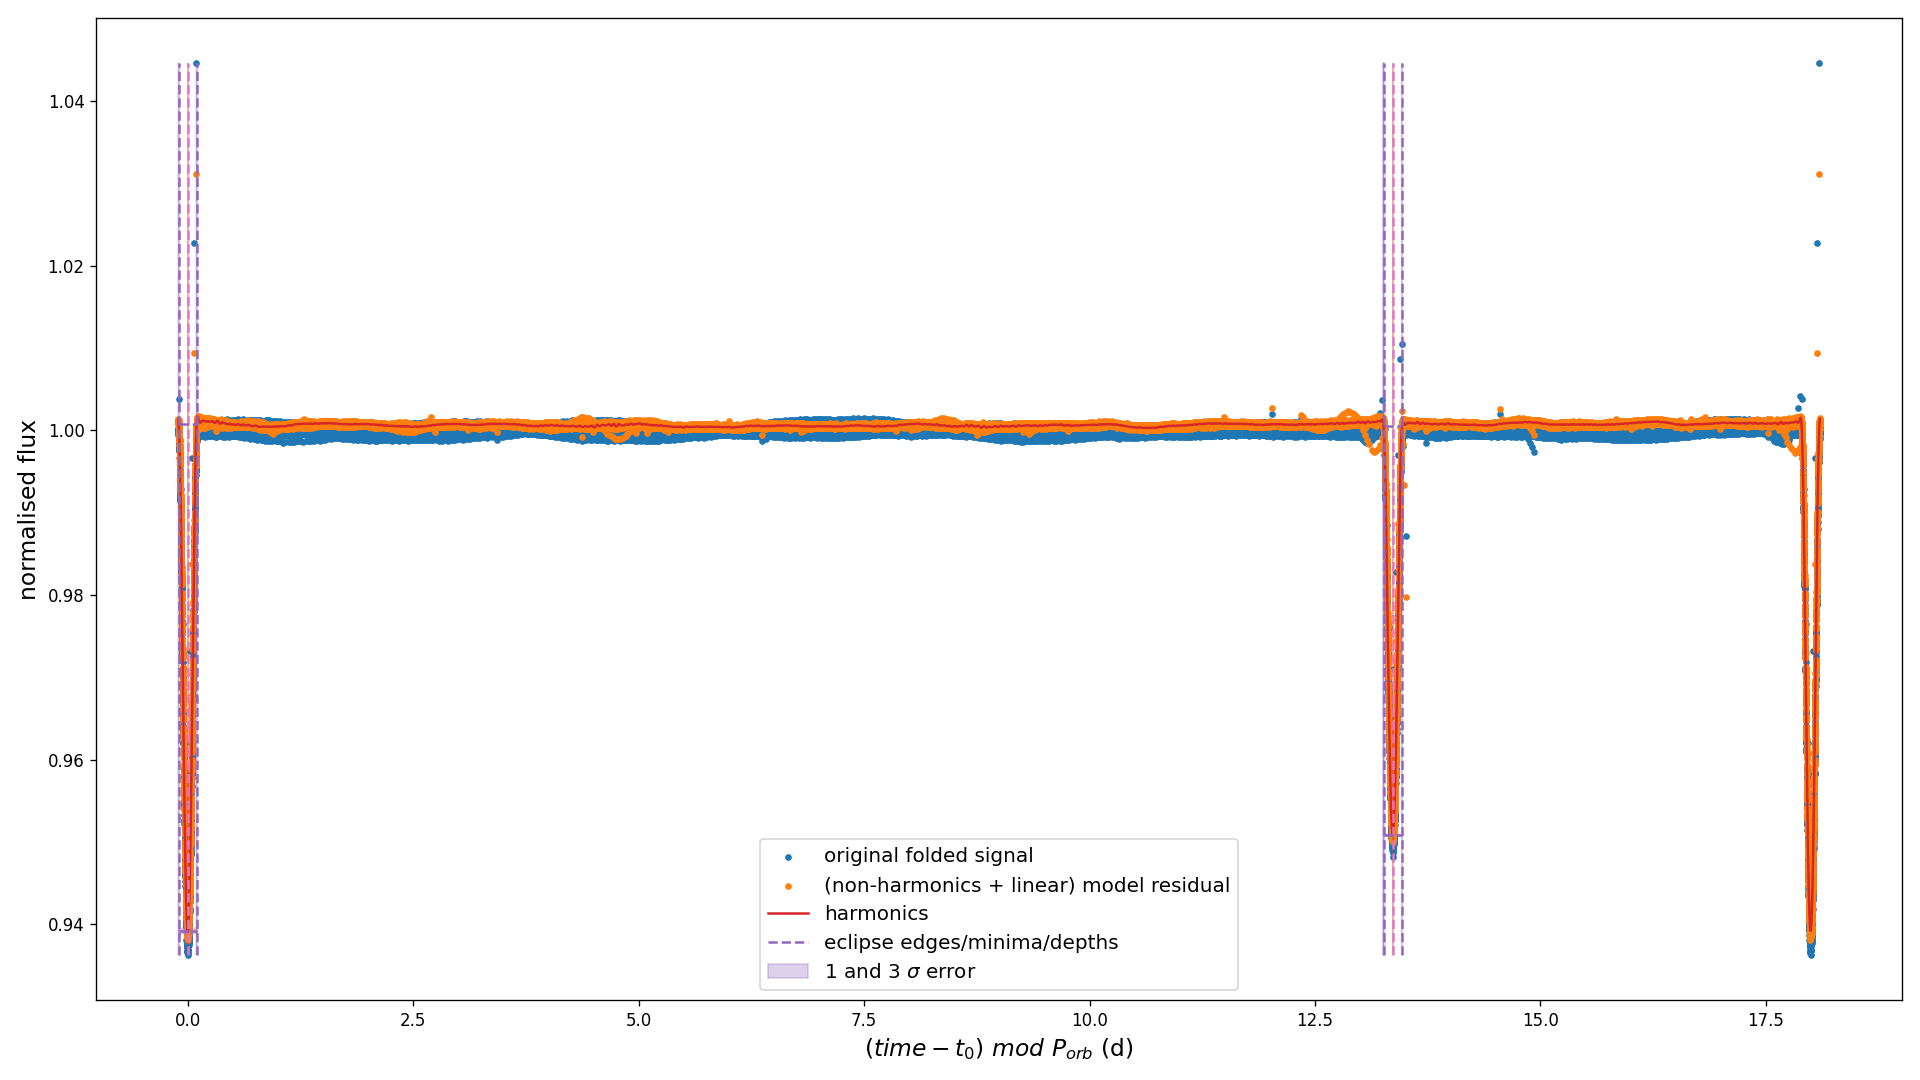 normalised flux
1.04
1.02
1.00
0.98
0.96
0.94
original folded signal
(non-harmonics + linear) model residual
harmonics
eclipse edges/minima/depths
1 and 3 σ error
0.0 2.5 5.0 7.5 10.0 12.5 15.0 17.5
(time − t₀) mod Pₒᵣb (d)